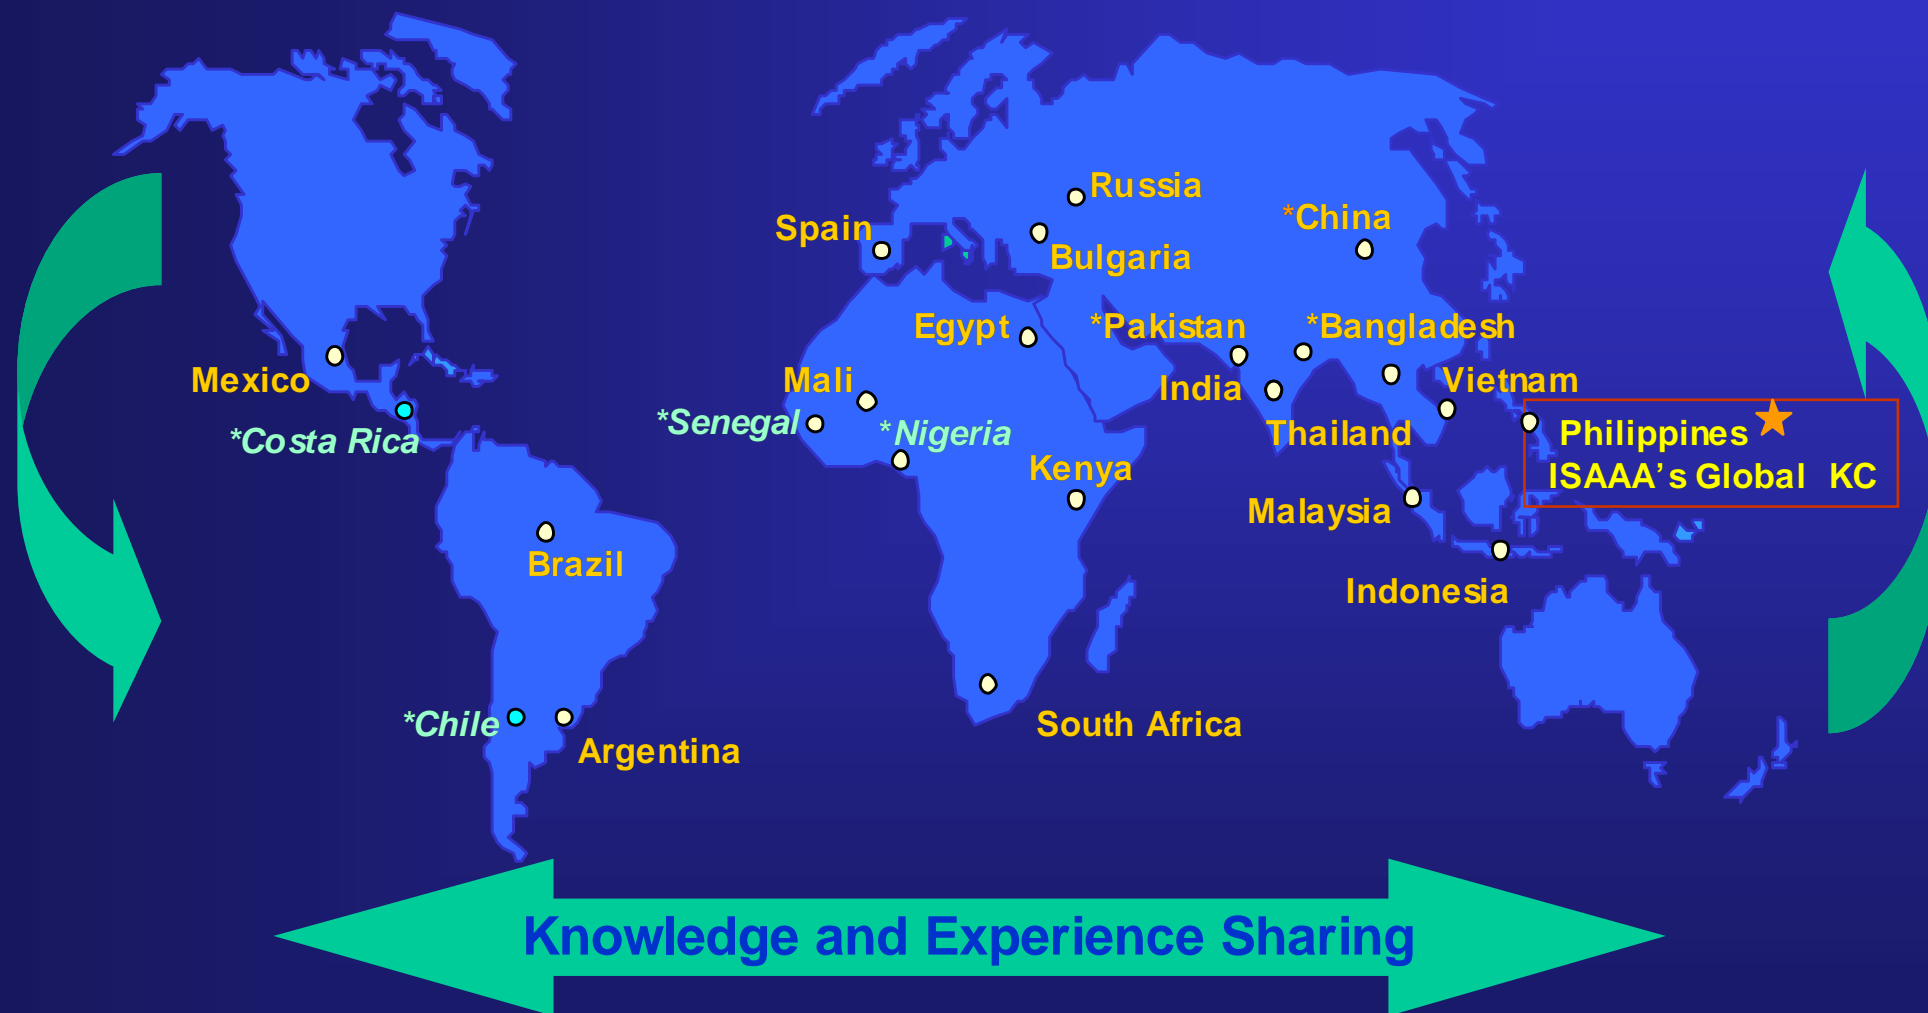 Russia
*China
Spain
Bulgaria
Egypt
*Pakistan
*Bangladesh
Mexico
Mali
India
Vietnam
*Senegal
*Nigeria
*Costa Rica
Thailand
Philippines
Kenya
ISAAA's Global KC
Malaysia
Brazil
Indonesia
*Chile
South Africa
Argentina
Knowledge and Experience Sharing